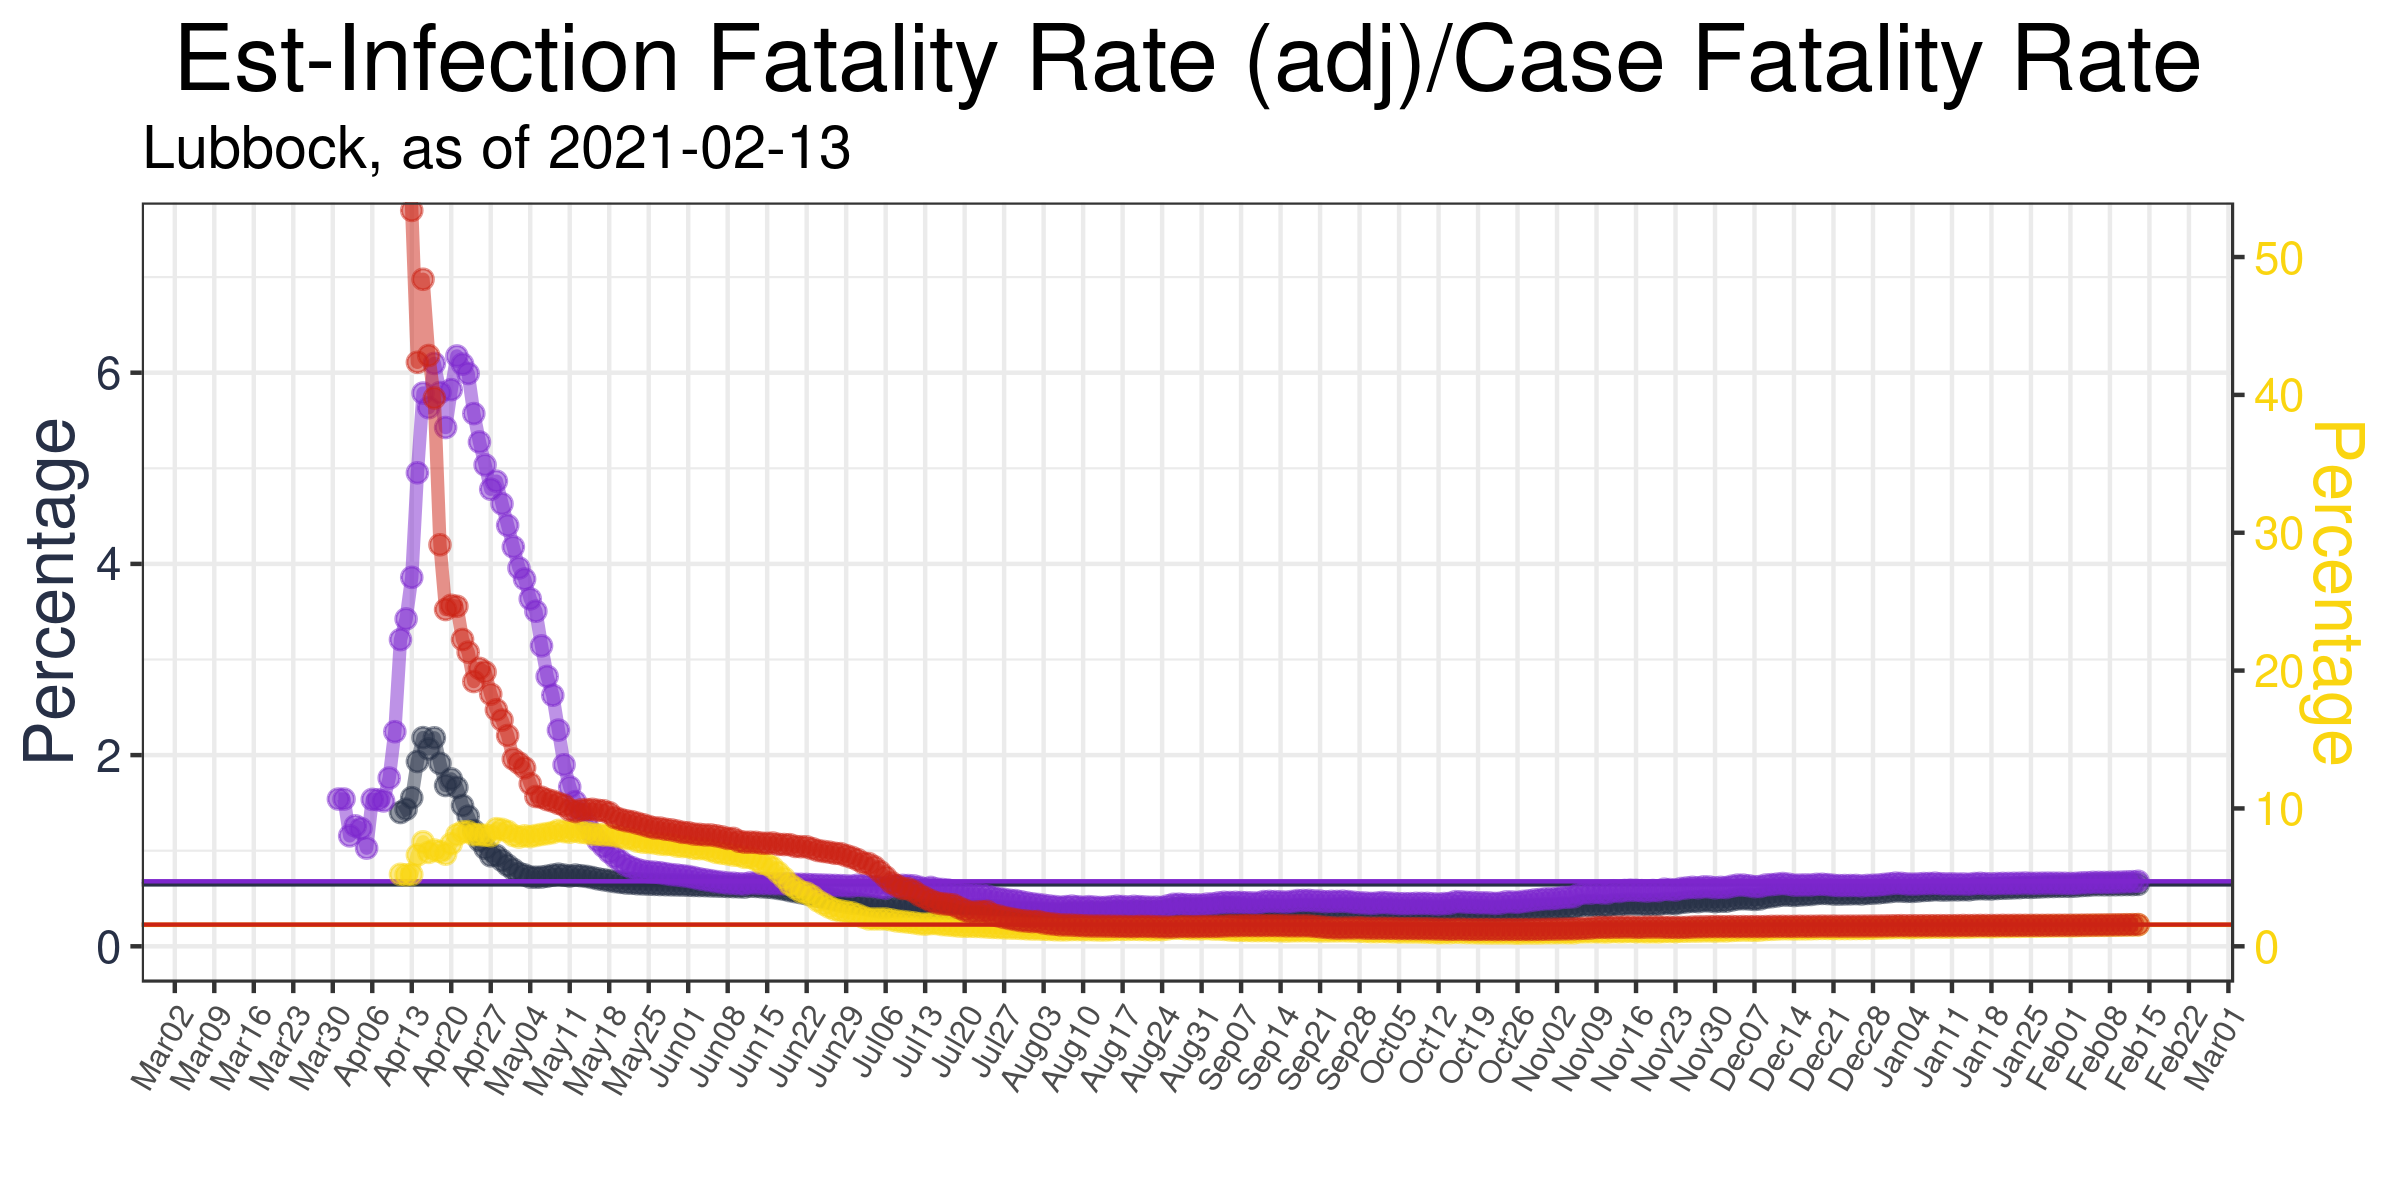 Est-Infection Fatality Rate (adj)/Case Fatality Rate
Lubbock, as of 2021-02-13
Percentage
6
4
2
0
50
40
30
20
10
0
Percentage
Mar02 Mar09 Mar16 Mar23 Mar30 Apr06 Apr13 Apr20 Apr27 May04 May11 May18 May25 Jun01 Jun08 Jun15 Jun22 Jun29 Jul06 Jul13 Jul20 Jul27 Aug03 Aug10 Aug17 Aug24 Aug31 Sep07 Sep14 Sep21 Sep28 Oct05 Oct12 Oct19 Oct26 Nov02 Nov09 Nov16 Nov23 Nov30 Dec07 Dec14 Dec21 Dec28 Jan04 Jan11 Jan18 Jan25 Feb01 Feb08 Feb15 Feb22 Mar01